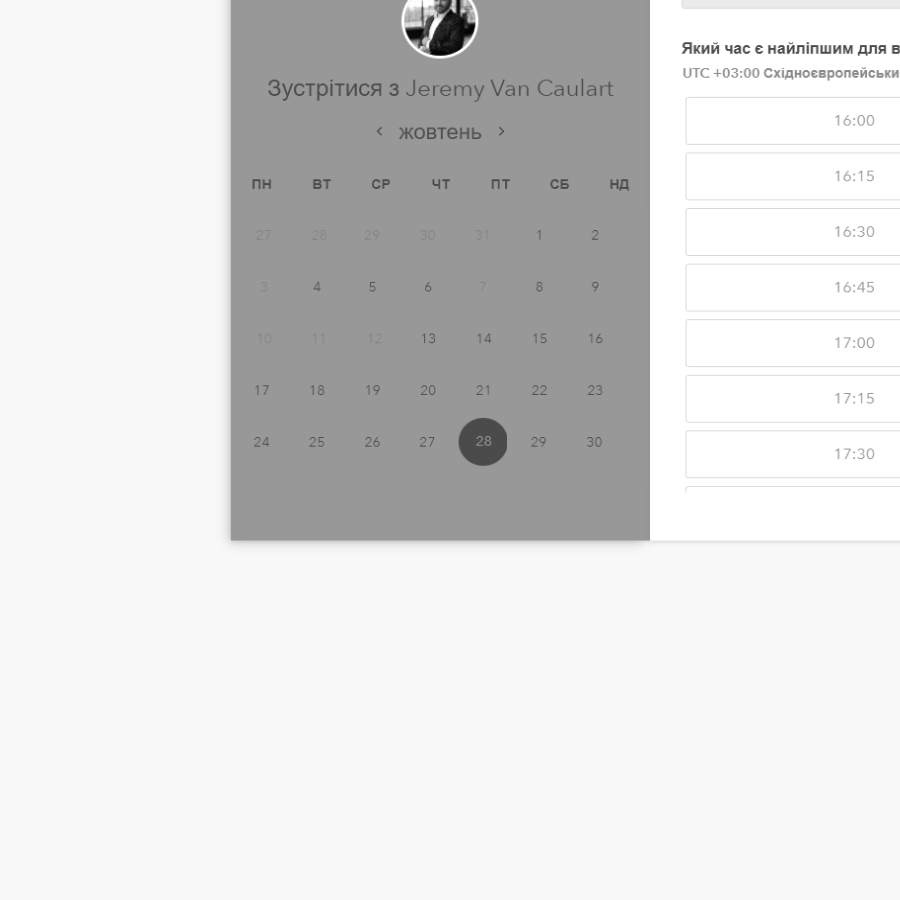 Зустрітися з Jeremy Van Caulart
жовтень
ПН ВТ СР ЧТ ПТ СБ НД
27 28 29 30 31 1 2
3 4 5 6 7 8 9
10 11 12 13 14 15 16
17 18 19 20 21 22 23
24 25 26 27 28 29 30
Який час є найліпшим для
UTC +03:00
16:00
16:15
16:30
16:45
17:00
17:15
17:30